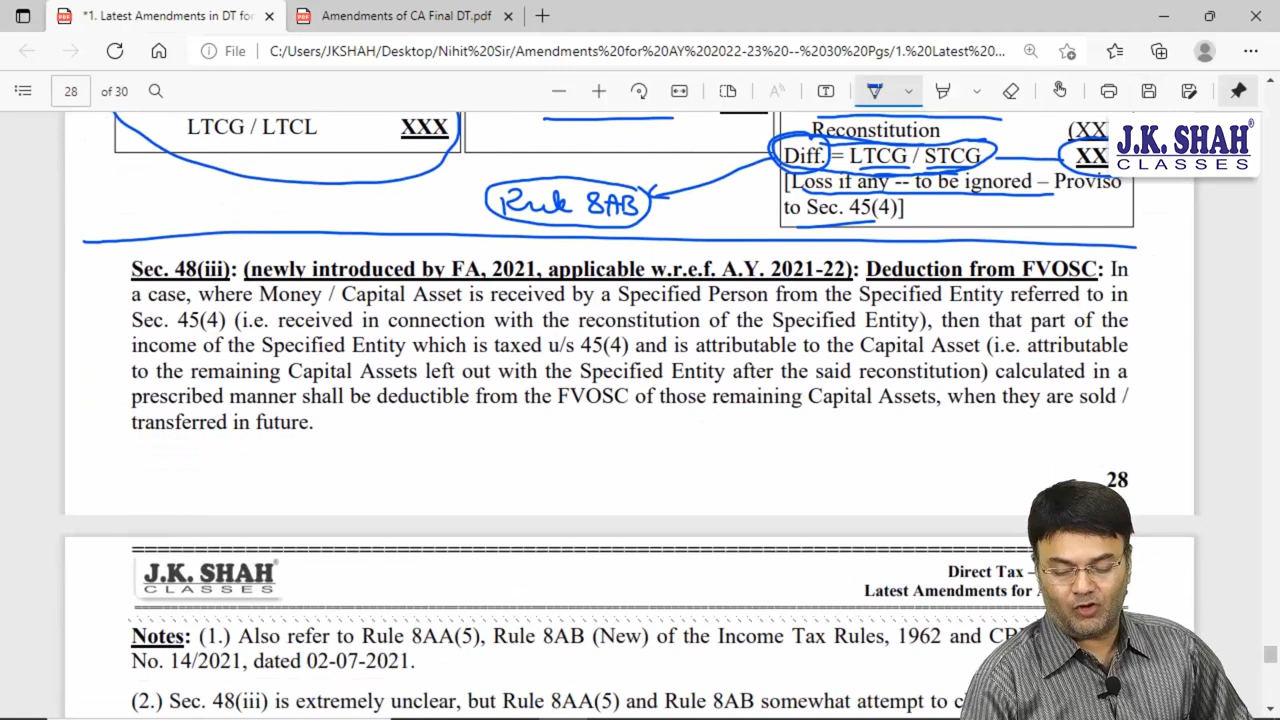 *1. Latest Amendments in DT for
Amendments of CA Final DT.pdf
File
C:/Users/JKSHAH/Desktop/Nihit%20Sir/Amendments%20for%20AY%202022-23%20--%2030%20Pgs/1.%20Latest%20...
28 of 30
LTCG / LTCL XXX
Reconstitution (XX
Diff. = LTCG / STCG XX
[Loss if any -- to be ignored – Proviso
to Sec. 45(4)]
Rule 8AB
J.K. SHAH®
CLASSES
Sec. 48(iii): (newly introduced by FA, 2021, applicable w.r.e.f. A.Y. 2021-22): Deduction from FVOSC: In
a case, where Money / Capital Asset is received by a Specified Person from the Specified Entity referred to in
Sec. 45(4) (i.e. received in connection with the reconstitution of the Specified Entity), then that part of the
income of the Specified Entity which is taxed u/s 45(4) and is attributable to the Capital Asset (i.e. attributable
to the remaining Capital Assets left out with the Specified Entity after the said reconstitution) calculated in a
prescribed manner shall be deductible from the FVOSC of those remaining Capital Assets, when they are sold /
transferred in future.
28
J.K. SHAH®
CLASSES
Direct Tax –
Latest Amendments for
Notes: (1.) Also refer to Rule 8AA(5), Rule 8AB (New) of the Income Tax Rules, 1962 and
No. 14/2021, dated 02-07-2021.
(2.) Sec. 48(iii) is extremely unclear, but Rule 8AA(5) and Rule 8AB somewhat attempt to